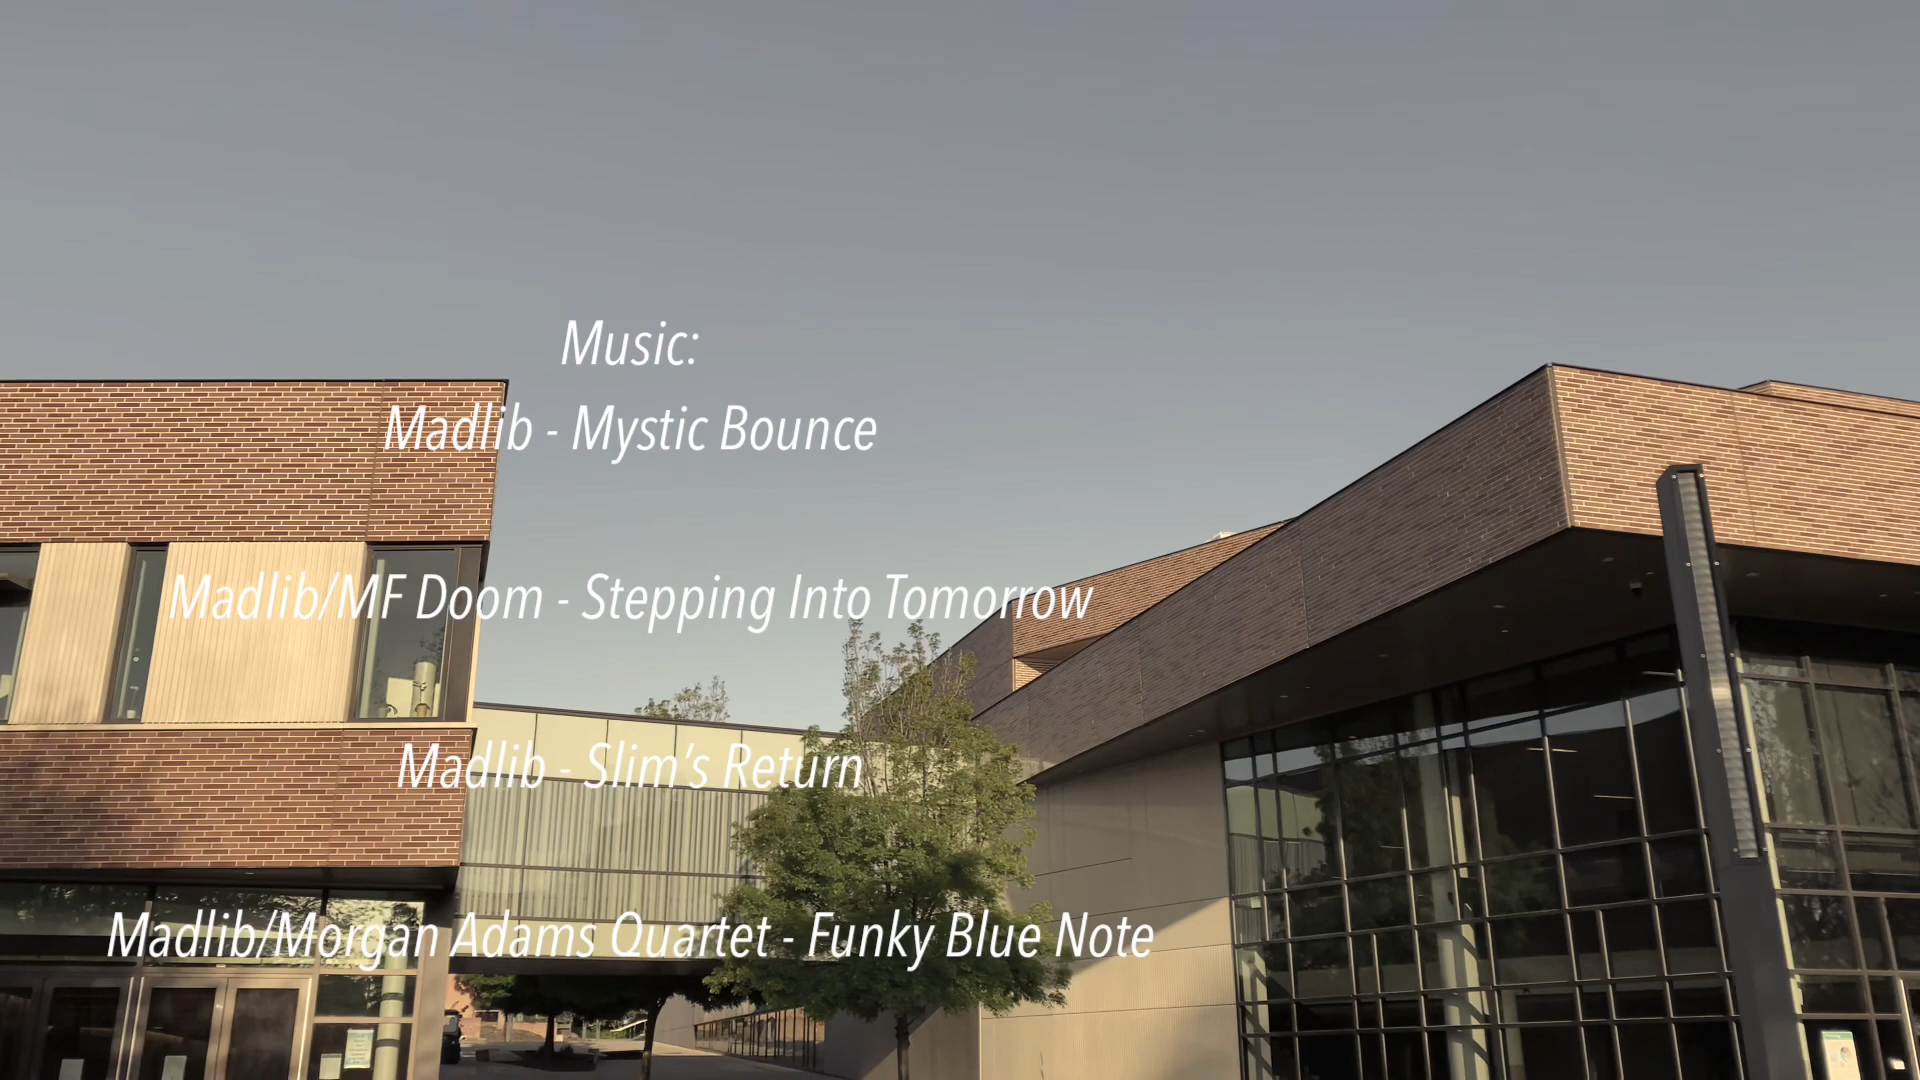 Music:
Madlib - Mystic Bounce
Madlib/MF Doom - Stepping Into Tomorrow
Madlib - Slim's Return
Madlib/Morgan Adams Quartet - Funky Blue Note